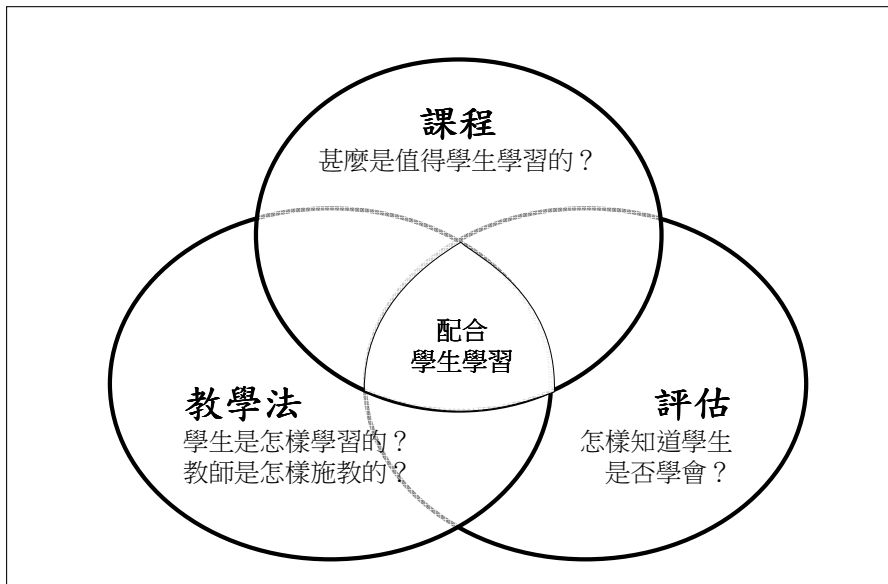 課程
甚麼是值得學生學習的？
配合
學生學習
教學法
學生是怎樣學習的？
教師是怎樣施教的？
評估
怎樣知道學生
是否學會？